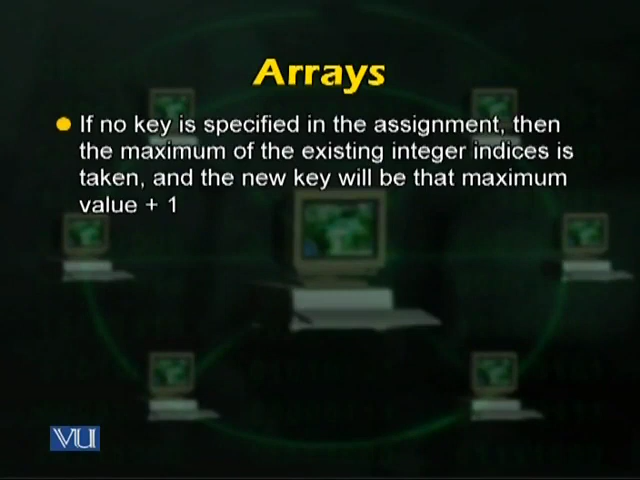 Arrays
If no key is specified in the assignment, then
the maximum of the existing integer indices is
taken, and the new key will be that maximum
value + 1
VU